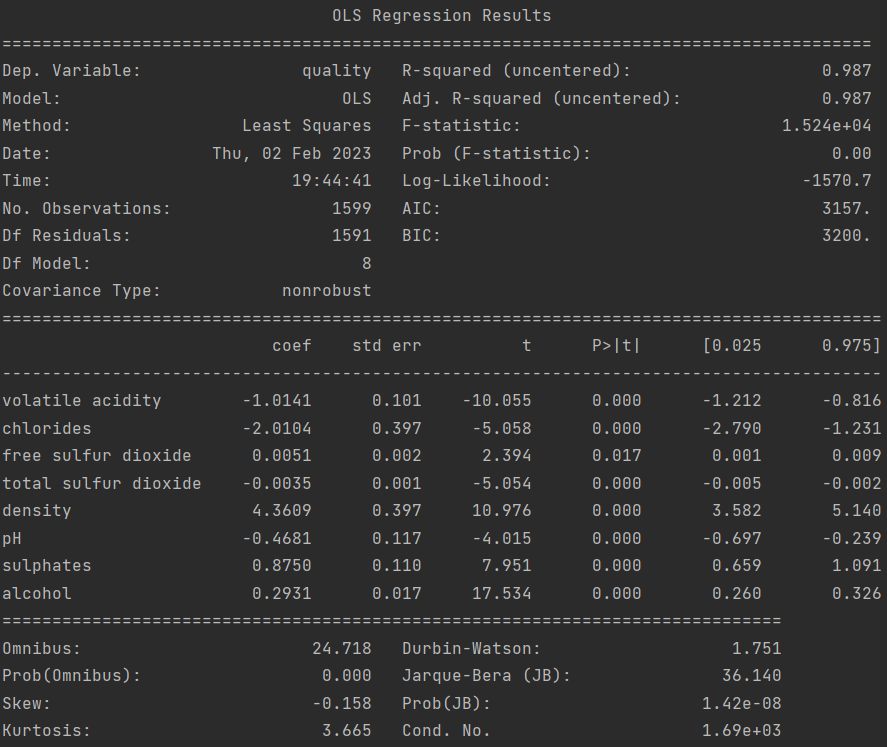 OLS Regression Results
=======================================================================================
Dep. Variable:                quality   R-squared (uncentered):                   0.987
Model:                            OLS   Adj. R-squared (uncentered):              0.987
Method:                 Least Squares   F-statistic:                          1.524e+04
Date:                Thu, 02 Feb 2023   Prob (F-statistic):                        0.00
Time:                        19:44:41   Log-Likelihood:                         -1570.7
No. Observations:                1599   AIC:                                      3157.
Df Residuals:                    1591   BIC:                                      3200.
Df Model:                           8
Covariance Type:            nonrobust
========================================================================================
                           coef    std err          t      P>|t|      [0.025      0.975]
----------------------------------------------------------------------------------------
volatile acidity        -1.0141      0.101    -10.055      0.000      -1.212      -0.816
chlorides               -2.0104      0.397     -5.058      0.000      -2.790      -1.231
free sulfur dioxide      0.0051      0.002      2.394      0.017       0.001       0.009
total sulfur dioxide    -0.0035      0.001     -5.054      0.000      -0.005      -0.002
density                  4.3609      0.397     10.976      0.000       3.582       5.140
pH                      -0.4681      0.117     -4.015      0.000      -0.697      -0.239
sulphates                0.8750      0.110      7.951      0.000       0.659       1.091
alcohol                  0.2931      0.017     17.534      0.000       0.260       0.326
==============================================================================
Omnibus:                       24.718   Durbin-Watson:                   1.751
Prob(Omnibus):                  0.000   Jarque-Bera (JB):               36.140
Skew:                          -0.158   Prob(JB):                     1.42e-08
Kurtosis:                       3.665   Cond. No.                     1.69e+03